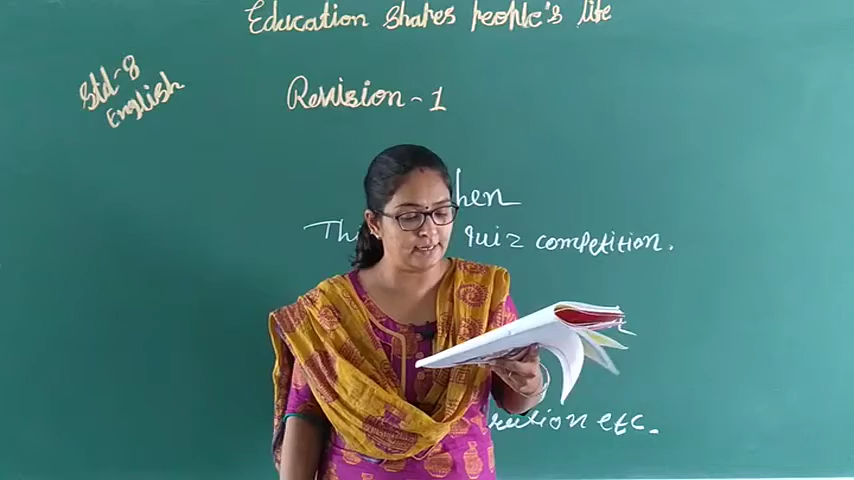 Education shapes people's life
Std-8
English
Revision-1
hen
Th quiz competition.
etc.